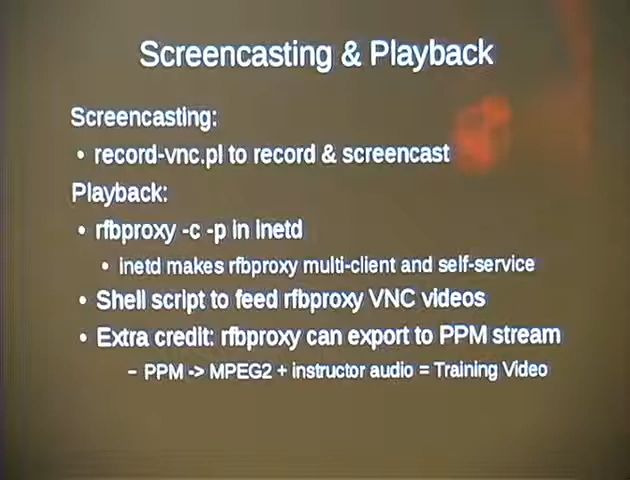 Screencasting & Playback
Screencasting:
• record-vnc.pl to record & screencast
Playback:
• rfbproxy -c -p in inetd
• inetd makes rfbproxy multi-client and self-service
• Shell script to feed rfbproxy VNC videos
• Extra credit: rfbproxy can export to PPM stream
– PPM -> MPEG2 + instructor audio = Training Video